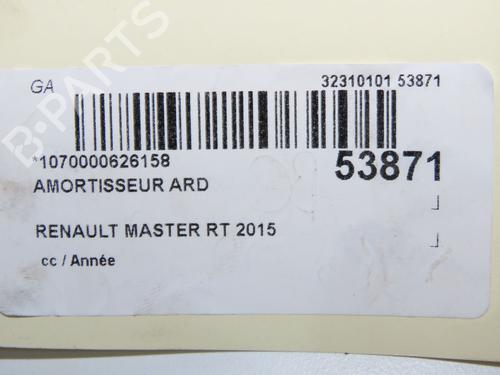 GA
32310101 53871
*1070000626158
53871
AMORTISSEUR ARD
RENAULT MASTER RT 2015
cc / Année
B-PARTS